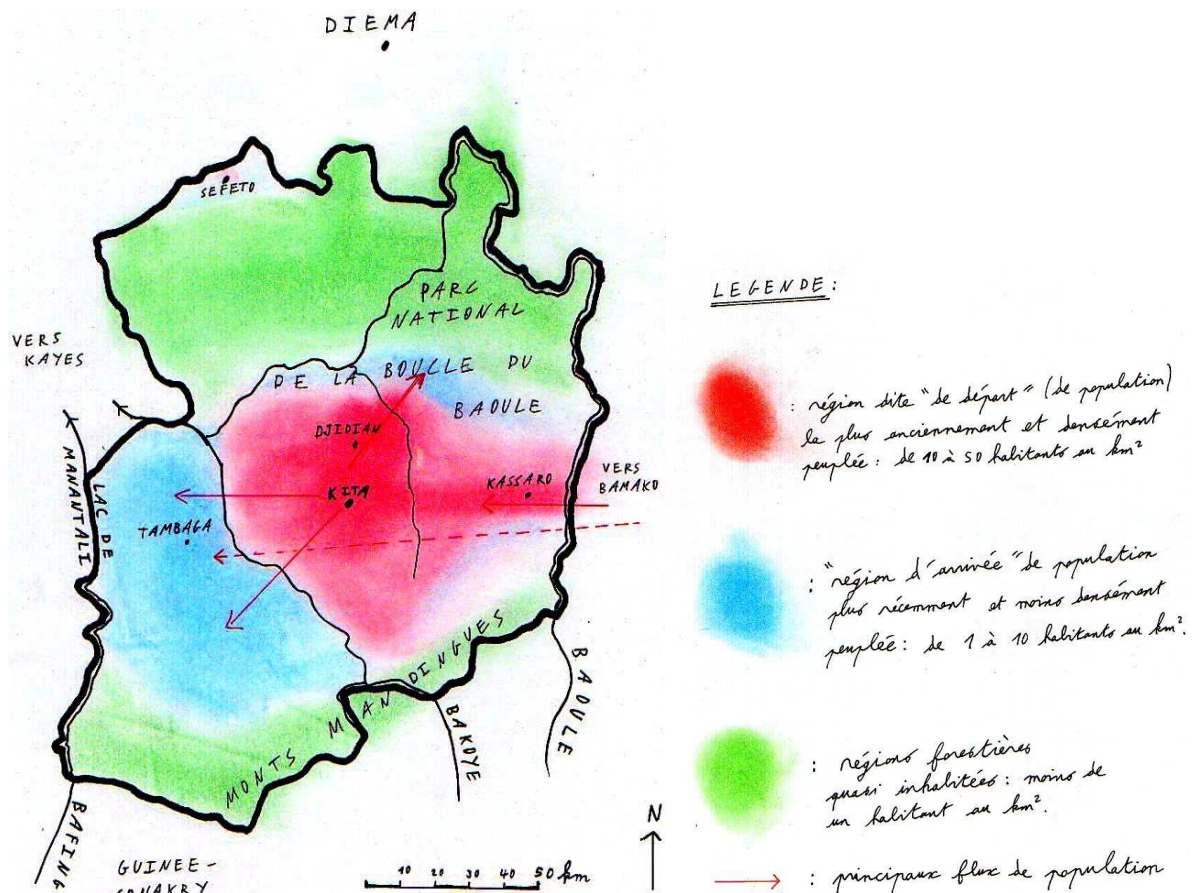 DIEMA
SEFETO
PARC
NATIONAL
VERS
KAYES
DE LA BOUCLE DU
BAOULE
DJIDIAN
KITA
KASSARO
VERS
BAMAKO
LAC DE
MANANTALI
TAMBAGA
MONTS MANDINGUES
BAOULE
BAKOYE
BAFING
GUINEE-
CONAKRY
10 20 30 40 50 km
N
LEGENDE :
: région dite "de départ" (de population)
la plus anciennement et densément
peuplée : de 10 à 50 habitants au km²
: "région d'arrivée" de population
plus récemment et moins densément
peuplée : de 1 à 10 habitants au km².
: régions forestières
quasi inhabitées : moins de
un habitant au km².
: principaux flux de population